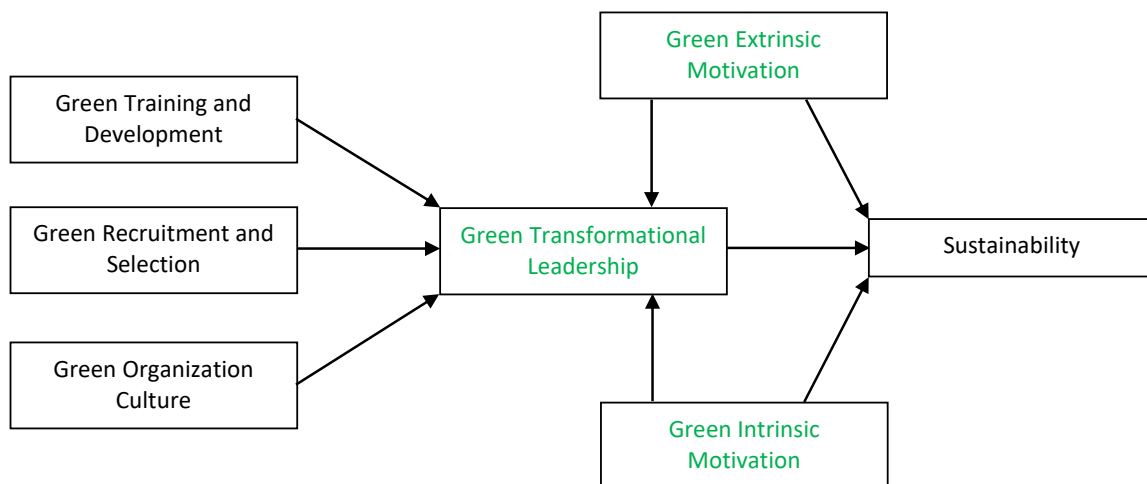 Green Extrinsic
Motivation
Green Training and
Development
Green Recruitment and
Selection
Green Transformational
Leadership
Sustainability
Green Organization
Culture
Green Intrinsic
Motivation